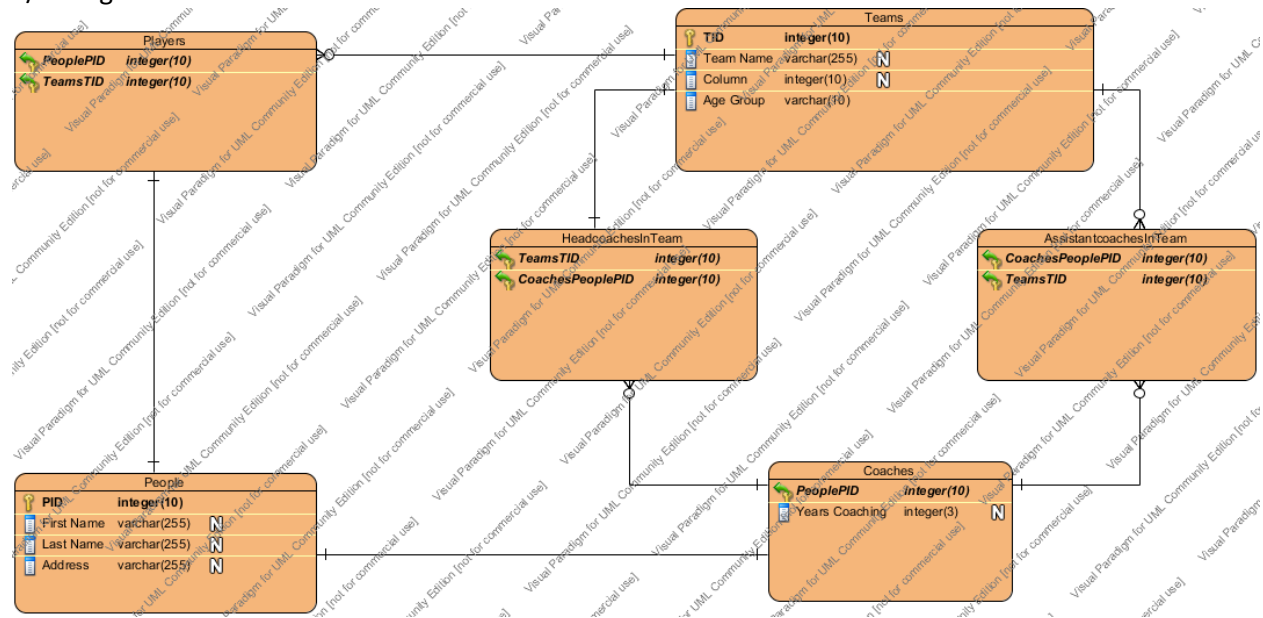 Players
PeoplePID integer(10)
TeamsTID integer(10)
Teams
TID integer(10)
Team Name varchar(255) N
Column integer(10) N
Age Group varchar(10)
HeadcoachesInTeam
TeamsTID integer(10)
CoachesPeoplePID integer(10)
AssistantcoachesInTeam
CoachesPeoplePID integer(10)
TeamsTID integer(10)
People
PID integer(10)
First Name varchar(255) N
Last Name varchar(255) N
Address varchar(255) N
Coaches
PeoplePID integer(10)
Years Coaching integer(3) N
Visual Paradigm for UML Community Edition [not for commercial use]